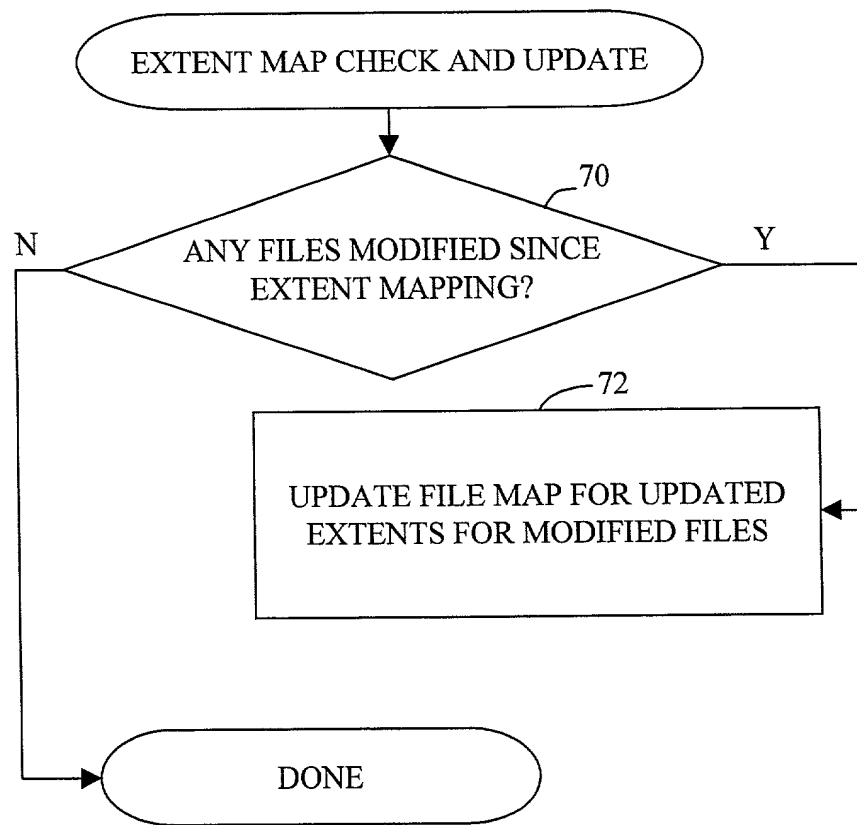 EXTENT MAP CHECK AND UPDATE
70
N
Y
ANY FILES MODIFIED SINCE
EXTENT MAPPING?
72
UPDATE FILE MAP FOR UPDATED
EXTENTS FOR MODIFIED FILES
DONE